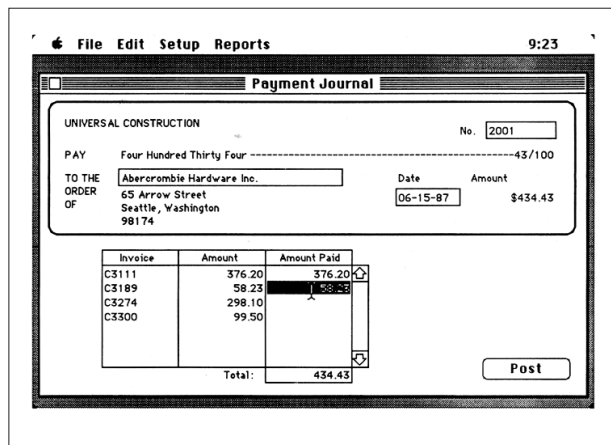 File Edit Setup Reports 9:23
Payment Journal
UNIVERSAL CONSTRUCTION
No. 2001
PAY Four Hundred Thirty Four ----------------------------------------43/100
TO THE ORDER OF
Abercrombie Hardware Inc.
65 Arrow Street
Seattle, Washington
98174
Date Amount
06-15-87 $434.43
Invoice Amount Amount Paid
C3111 376.20 376.20
C3189 58.23 58.23
C3274 298.10
C3300 99.50
Total: 434.43
Post